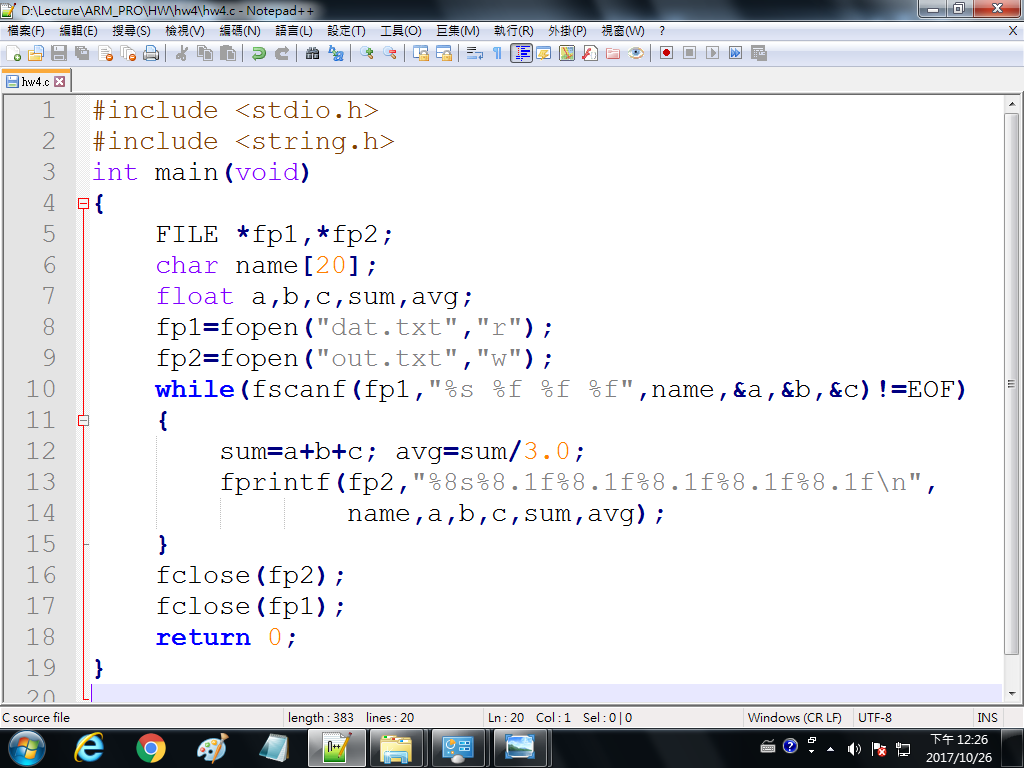 D:\Lecture\ARM_PRO\HW\hw4\hw4.c - Notepad++
檔案(F) 編輯(E) 搜尋(S) 檢視(V) 編碼(N) 語言(L) 設定(T) 工具(O) 巨集(M) 執行(R) 外掛(P) 視窗(W) ? X
hw4.c
1 #include <stdio.h>
2 #include <string.h>
3 int main(void)
4 {
5 FILE *fp1,*fp2;
6 char name[20];
7 float a,b,c,sum,avg;
8 fp1=fopen("dat.txt","r");
9 fp2=fopen("out.txt","w");
10 while(fscanf(fp1,"%s %f %f %f",name,&a,&b,&c)!=EOF)
11 {
12 sum=a+b+c; avg=sum/3.0;
13 fprintf(fp2,"%8s%8.1f%8.1f%8.1f%8.1f%8.1f\n",
14 name,a,b,c,sum,avg);
15 }
16 fclose(fp2);
17 fclose(fp1);
18 return 0;
19 }
20
C source file length : 383 lines : 20 Ln : 20 Col : 1 Sel : 0 | 0 Windows (CR LF) UTF-8 INS
下午 12:26
2017/10/26